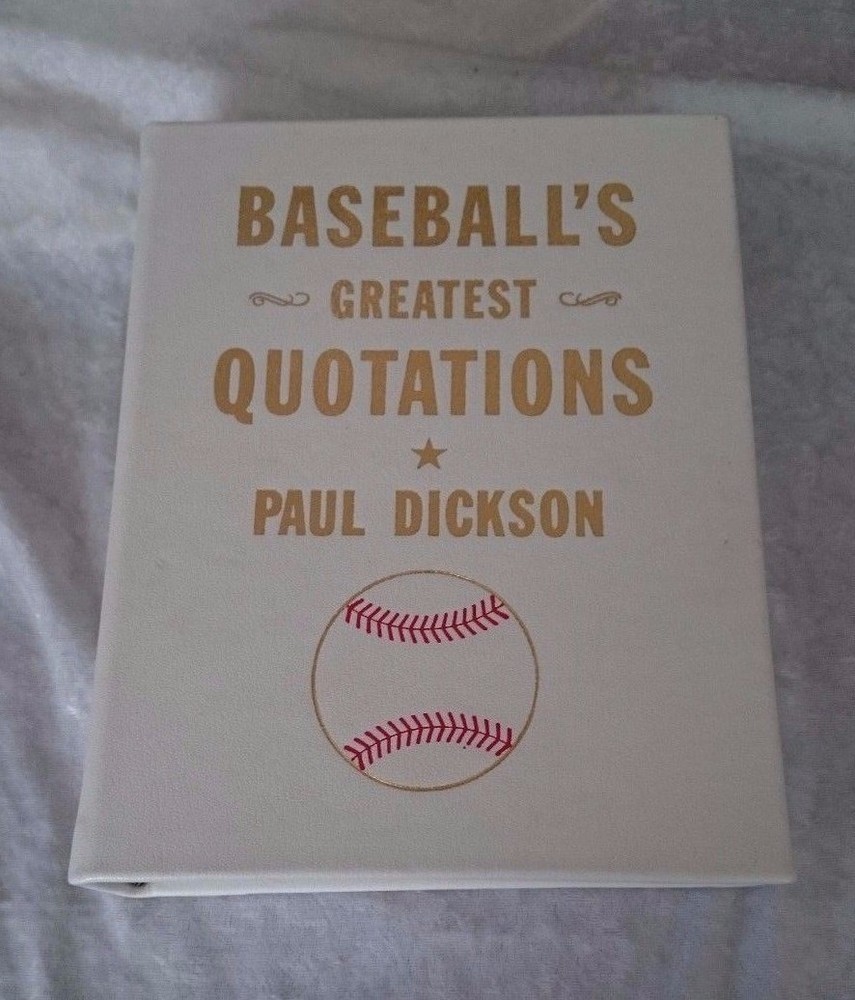 BASEBALL'S
GREATEST
QUOTATIONS
PAUL DICKSON